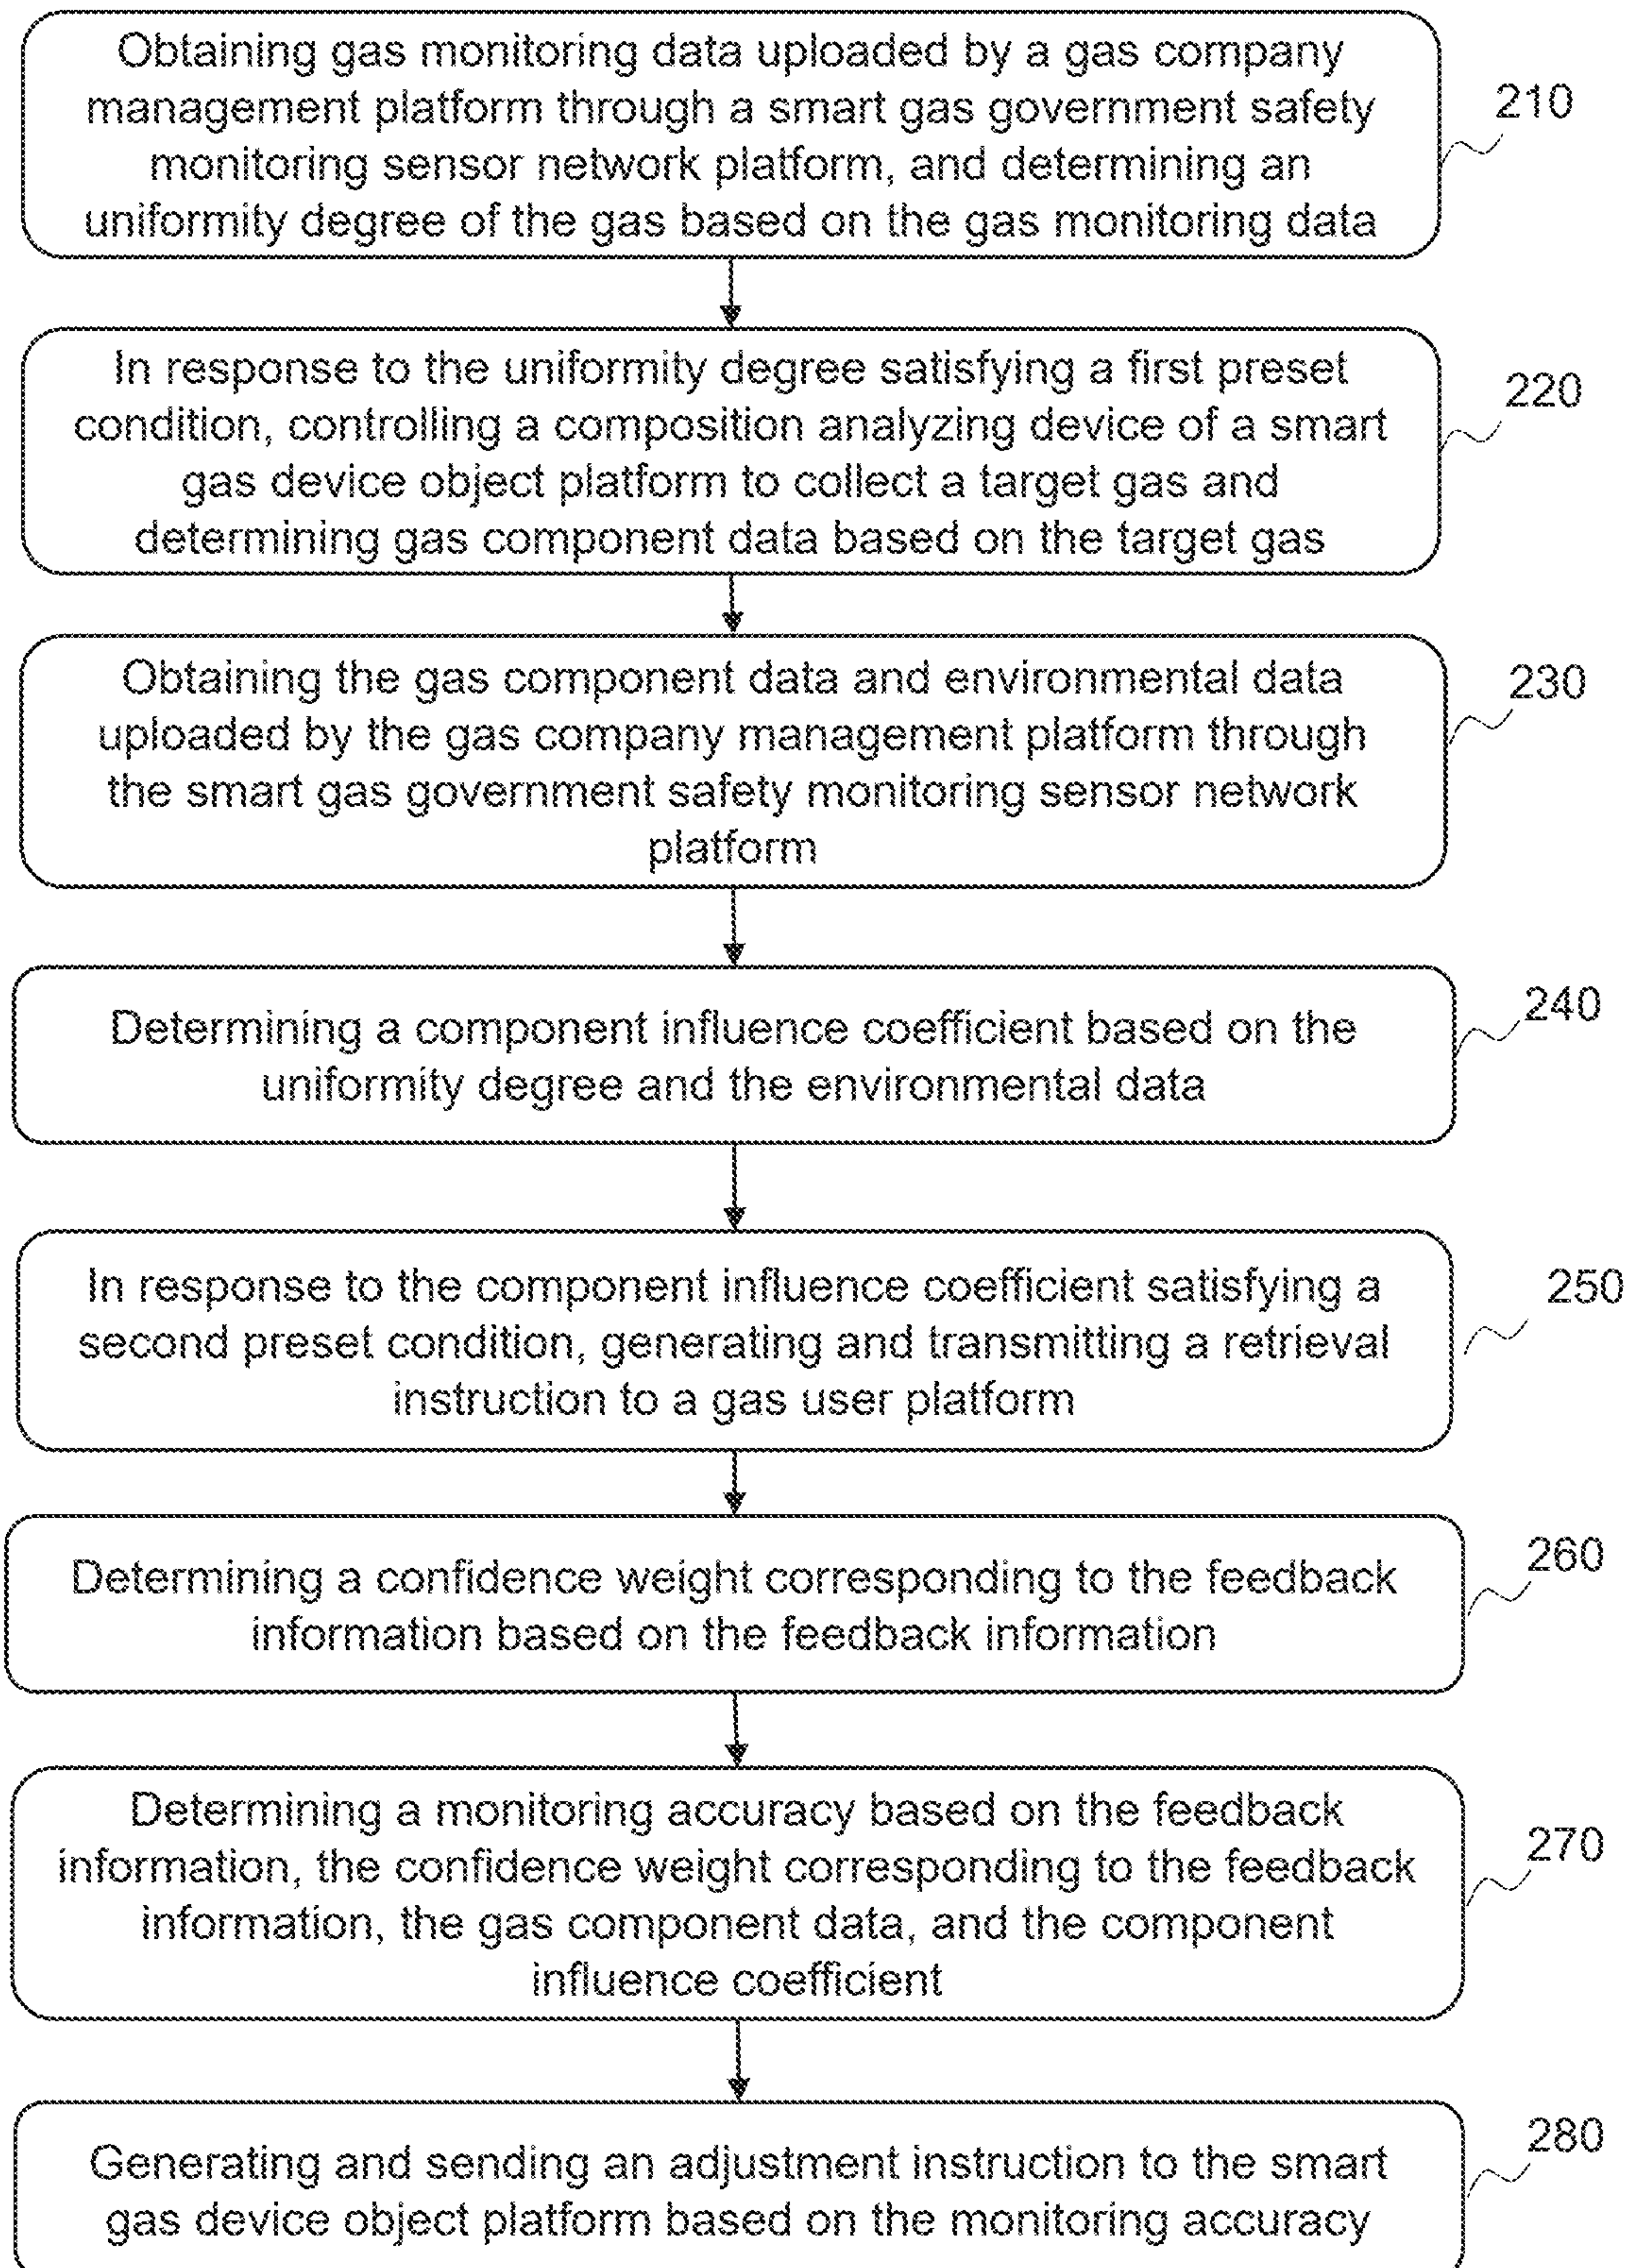 Obtaining gas monitoring data uploaded by a gas company
management platform through a smart gas government safety
monitoring sensor network platform, and determining an
uniformity degree of the gas based on the gas monitoring data
210
In response to the uniformity degree satisfying a first preset
condition, controlling a composition analyzing device of a smart
gas device object platform to collect a target gas and
determining gas component data based on the target gas
220
Obtaining the gas component data and environmental data
uploaded by the gas company management platform through
the smart gas government safety monitoring sensor network
platform
230
Determining a component influence coefficient based on the
uniformity degree and the environmental data
240
In response to the component influence coefficient satisfying a
second preset condition, generating and transmitting a retrieval
instruction to a gas user platform
250
Determining a confidence weight corresponding to the feedback
information based on the feedback information
260
Determining a monitoring accuracy based on the feedback
information, the confidence weight corresponding to the feedback
information, the gas component data, and the component
influence coefficient
270
Generating and sending an adjustment instruction to the smart
gas device object platform based on the monitoring accuracy
280